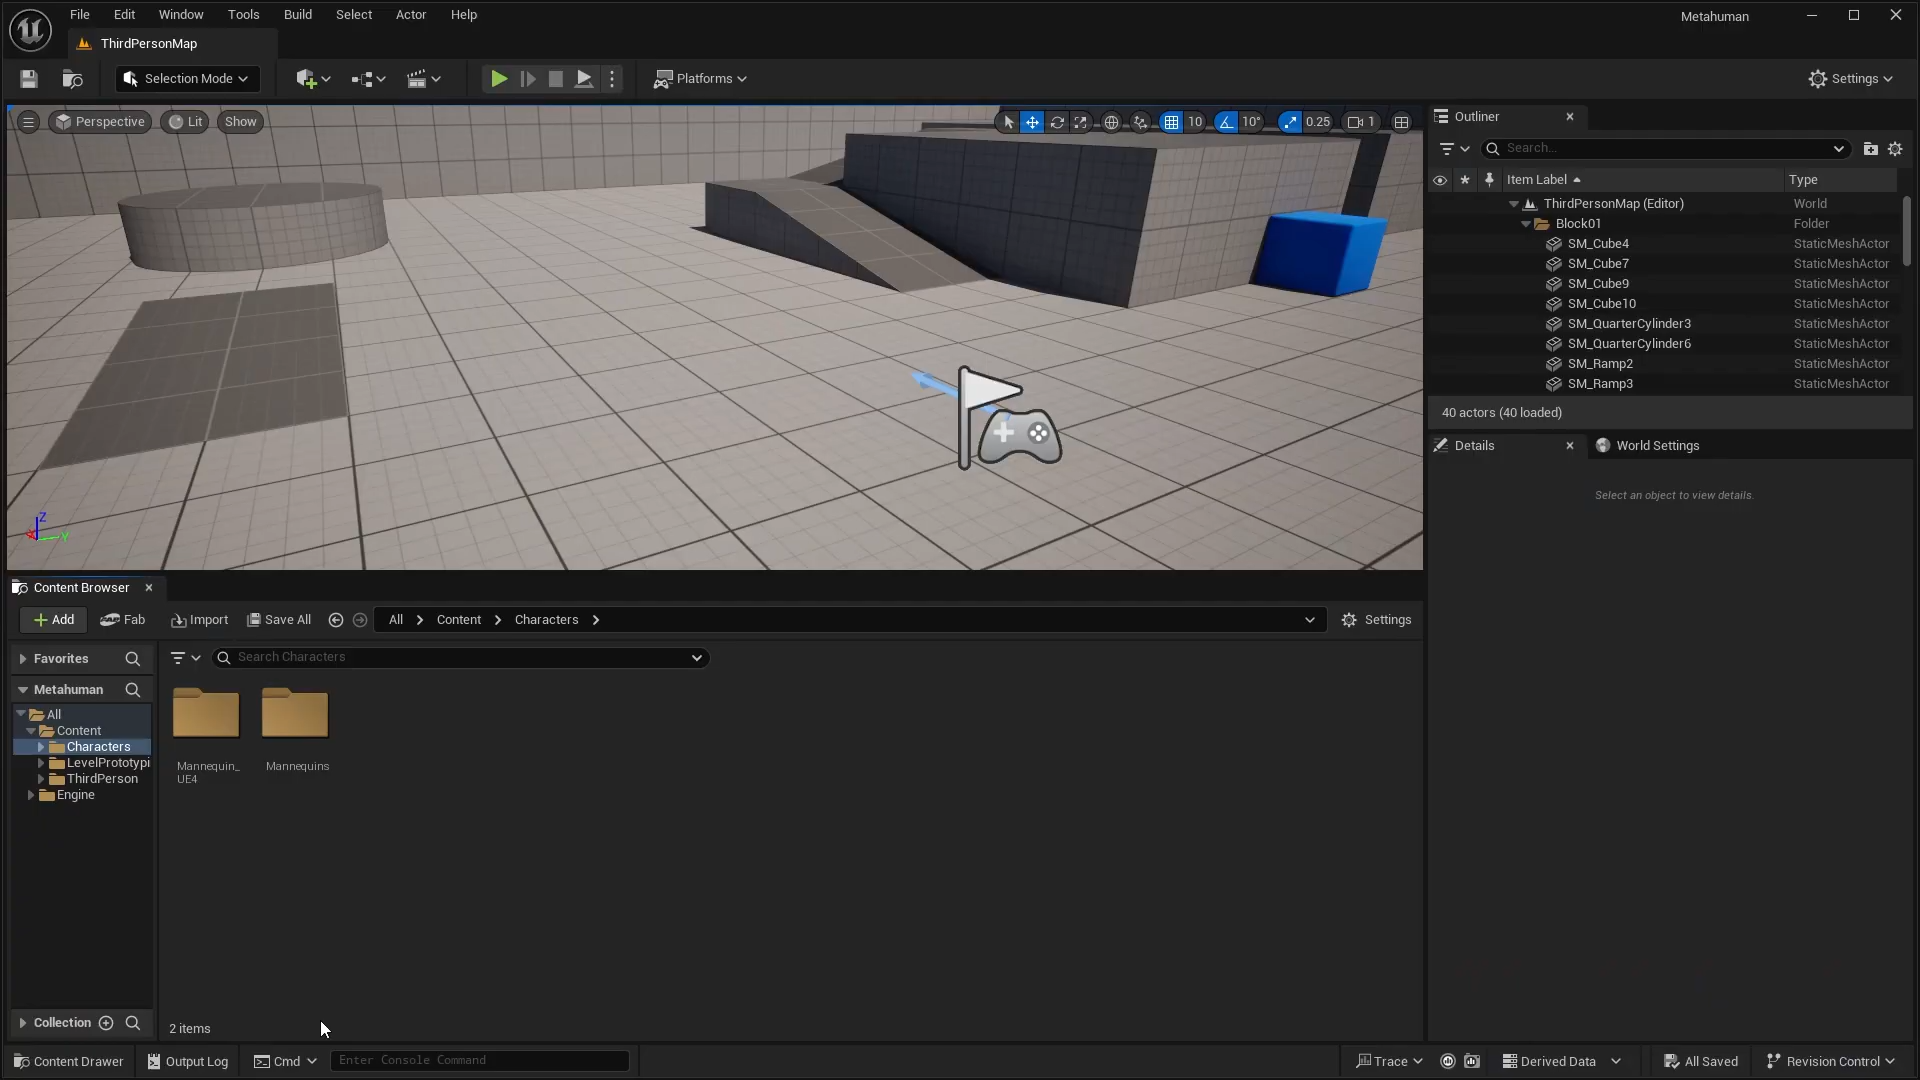 File Edit Window Tools Build Select Actor Help
Metahuman
ThirdPersonMap
Selection Mode
Platforms
Settings
Perspective Lit Show
10 10° 0.25 1
Outliner
Search...
Item Label Type
ThirdPersonMap (Editor) World
Block01 Folder
SM_Cube4 StaticMeshActor
SM_Cube7 StaticMeshActor
SM_Cube9 StaticMeshActor
SM_Cube10 StaticMeshActor
SM_QuarterCylinder3 StaticMeshActor
SM_QuarterCylinder6 StaticMeshActor
SM_Ramp2 StaticMeshActor
SM_Ramp3 StaticMeshActor
40 actors (40 loaded)
Details World Settings
Select an object to view details.
Z
Y
Content Browser
Add Fab Import Save All All Content Characters Settings
Favorites
Search Characters
Metahuman
All
Content
Characters
LevelPrototypi
ThirdPerson
Engine
Mannequin_
UE4
Mannequins
Collection
2 items
Content Drawer Output Log Cmd Enter Console Command Trace Derived Data All Saved Revision Control